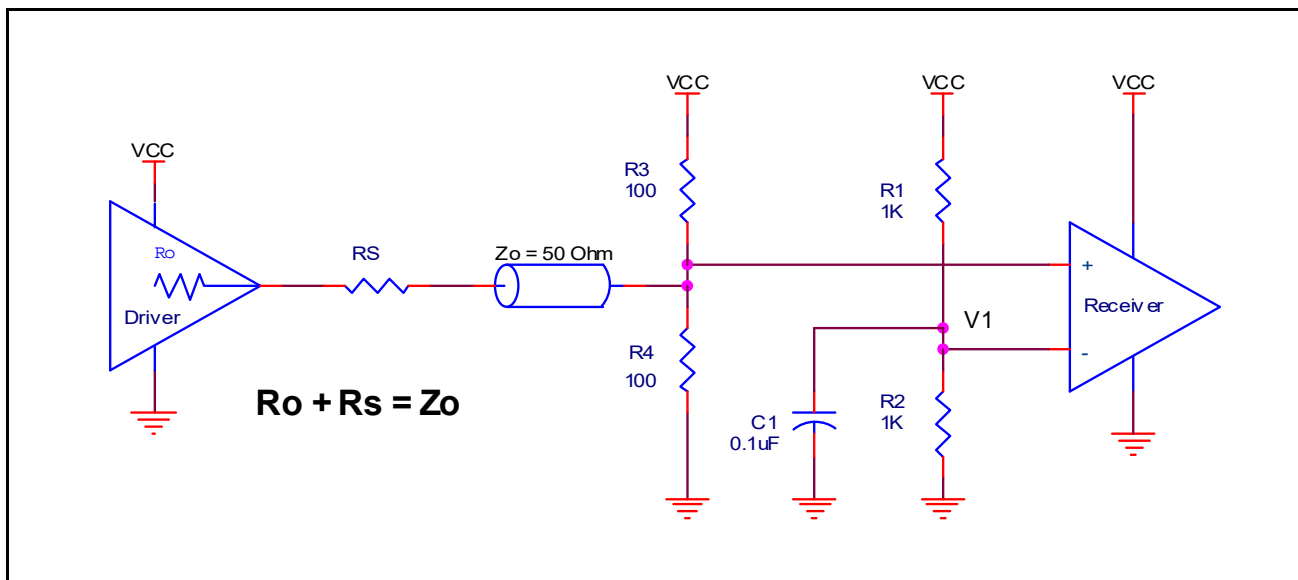 VCC
VCC
VCC
VCC
R3
100
R1
1K
Ro
RS
Zo = 50 Ohm
+
Driver
Receiver
V1
-
R4
100
Ro + Rs = Zo
C1
0.1uF
R2
1K